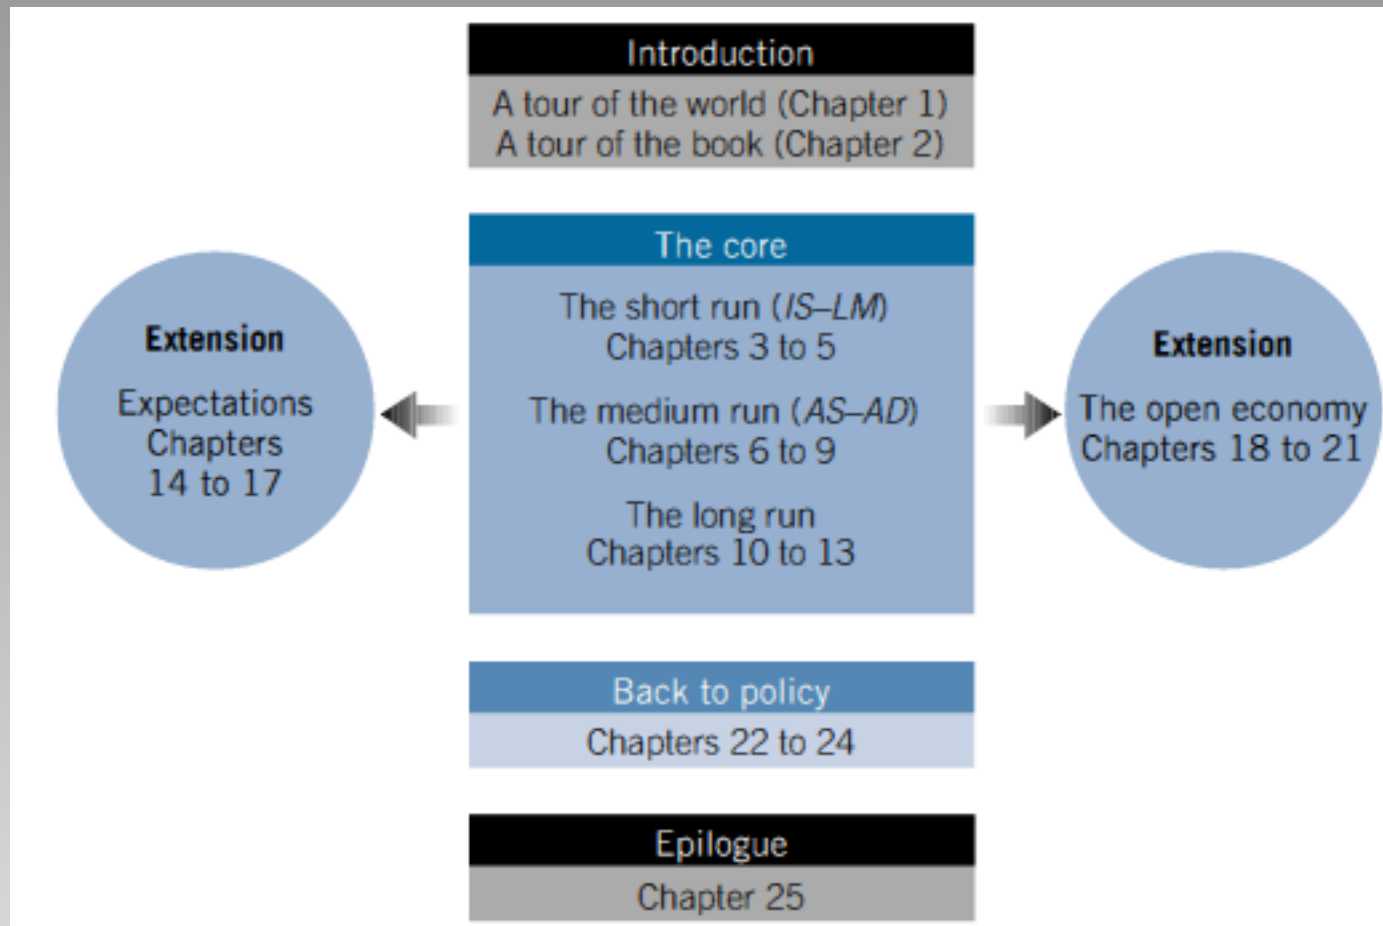 Introduction
A tour of the world (Chapter 1)
A tour of the book (Chapter 2)
The core
The short run (IS–LM)
Chapters 3 to 5
The medium run (AS–AD)
Chapters 6 to 9
The long run
Chapters 10 to 13
Extension
Expectations
Chapters
14 to 17
Extension
The open economy
Chapters 18 to 21
Back to policy
Chapters 22 to 24
Epilogue
Chapter 25